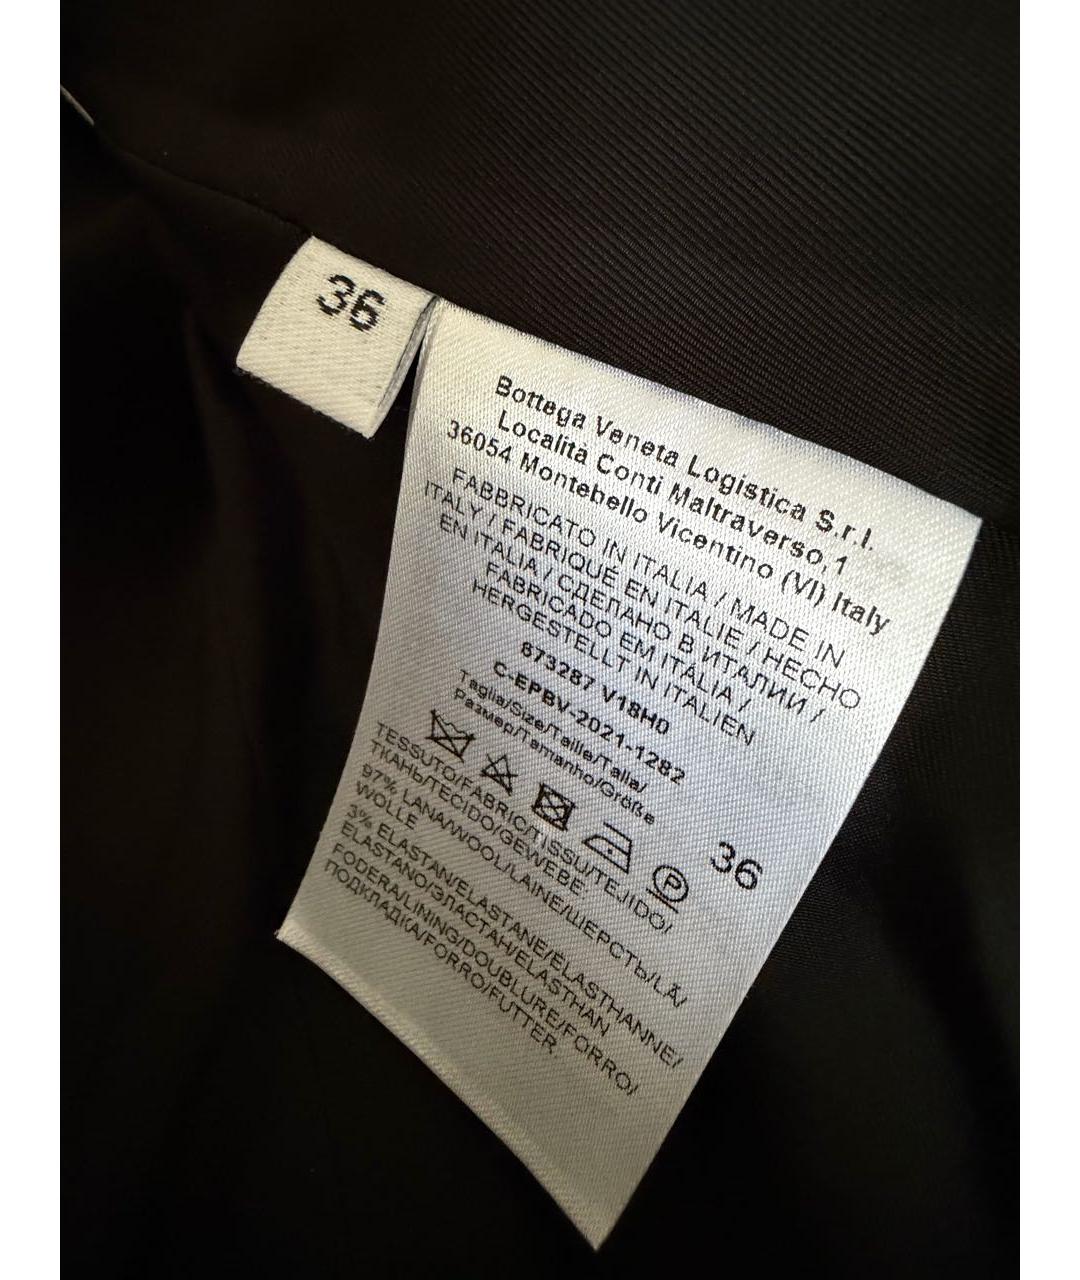 36
Bottega Veneta Logistica S.r.l.
Località Conti Maltraverso,1
36054 Montebello Vicentino (VI) Italy
FABBRICATO IN ITALIA / MADE IN
ITALY / FABRIQUÉ EN ITALIE / HECHO
EN ITALIA / СДЕЛАНО В ИТАЛИИ /
FABRICADO EM ITALIA /
HERGESTELLT IN ITALIEN
873287 V18H0
C-EPBV-2021-1282
Taglia/Size/Taille/Talla/
Размер/Tamanho/Größe
36
P
TESSUTO/FABRIC/TISSU/TEJIDO/
ТКАНЬ/TECIDO/GEWEBE
97% LANA/WOOL/LAINE/ШЕРСТЬ/LÃ/
WOLLE
3% ELASTAN/ELASTANE/ÉLASTHANNE/
ELASTANO/ЭЛАСТАН/ELASTHAN
FODERA/LINING/DOUBLURE/FORRO/
ПОДКЛАДКА/FORRO/FUTTER